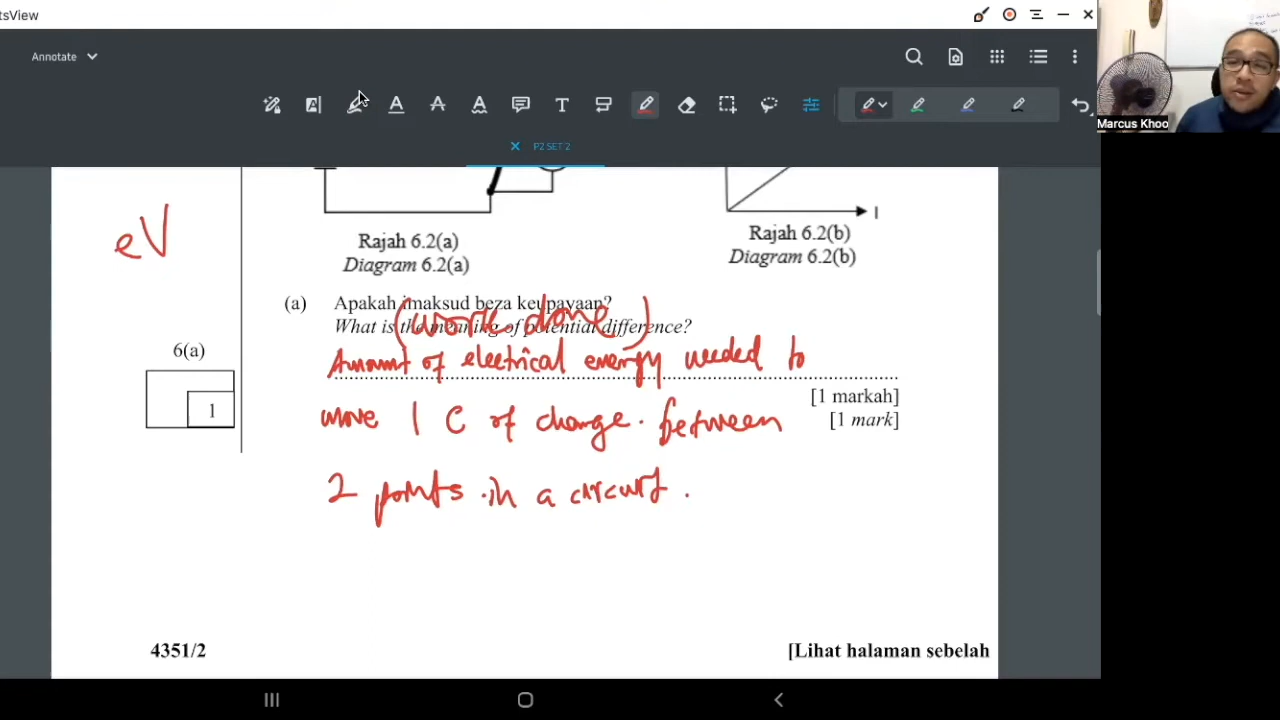 tsView
Annotate
P2 SET 2
Marcus Khoo
eV
I
Rajah 6.2(a)
Diagram 6.2(a)
Rajah 6.2(b)
Diagram 6.2(b)
(a) Apakah imaksud beza keupayaan?
(work done)
What is the meaning of potential difference?
6(a)
Amount of electrical energy needed to
[1 markah]
1
move 1 C of charge. between
[1 mark]
2 points in a circuit.
4351/2
[Lihat halaman sebelah